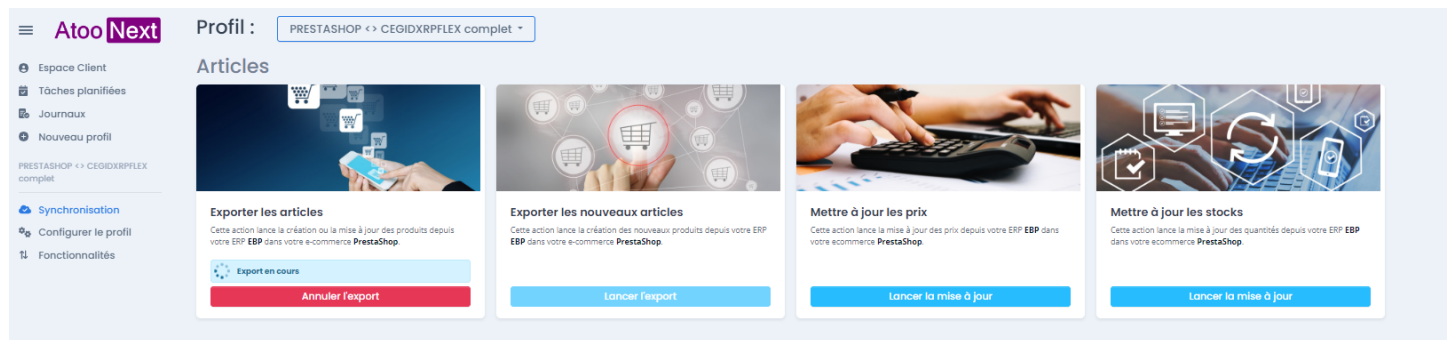 Atoo Next
Espace Client
Tâches planifiées
Journaux
Nouveau profil
PRESTASHOP <> CEGIDXRPFLEX
complet
Synchronisation
Configurer le profil
Fonctionnalités
Profil :
PRESTASHOP <> CEGIDXRPFLEX complet
Articles
Exporter les articles
Cette action lance la création ou la mise à jour des produits depuis
votre ERP EBP dans votre e-commerce PrestaShop.
Export en cours
Annuler l'export
Exporter les nouveaux articles
Cette action lance la création des nouveaux produits depuis votre ERP
EBP dans votre e-commerce PrestaShop.
Lancer l'export
Mettre à jour les prix
Cette action lance la mise à jour des prix depuis votre ERP EBP dans
votre ecommerce PrestaShop.
Lancer la mise à jour
Mettre à jour les stocks
Cette action lance la mise à jour des quantités depuis votre ERP EBP
dans votre ecommerce PrestaShop.
Lancer la mise à jour